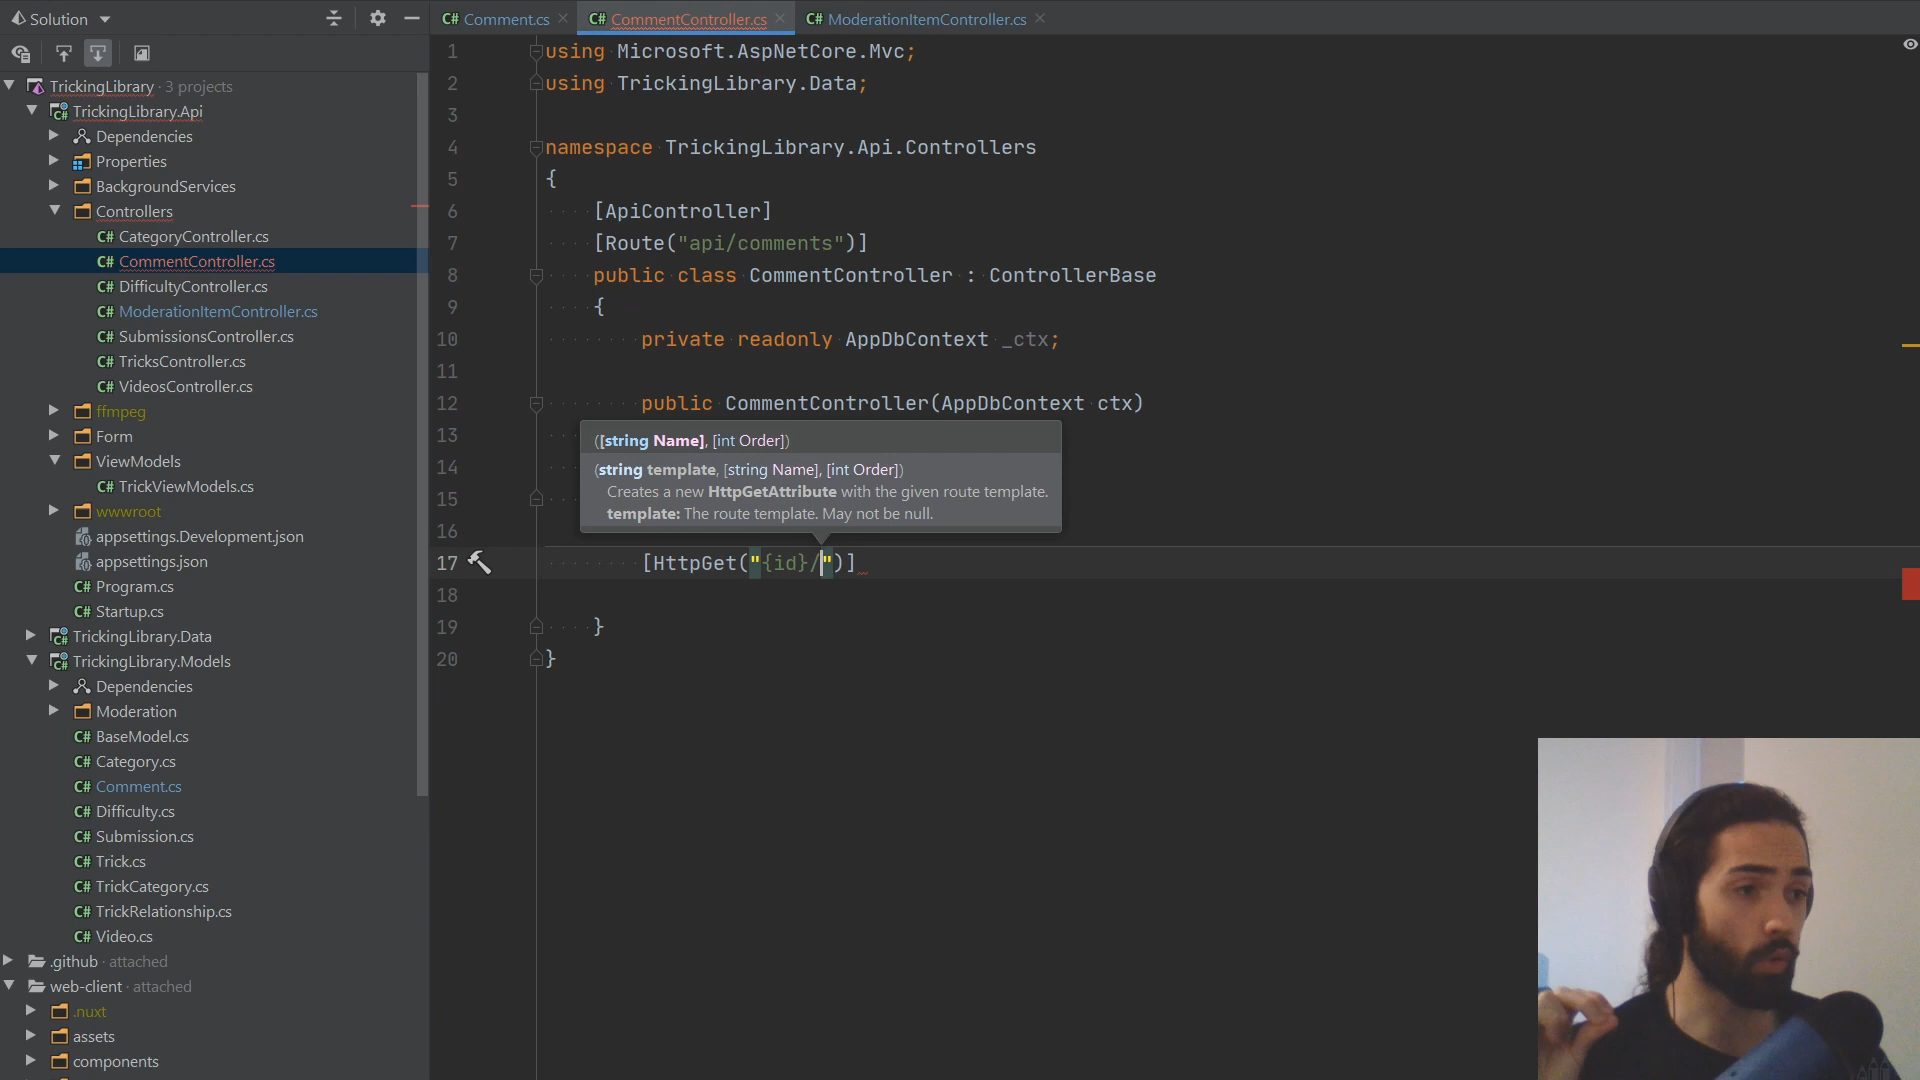 Solution
TrickingLibrary · 3 projects
TrickingLibrary.Api
Dependencies
Properties
BackgroundServices
Controllers
C# CategoryController.cs
C# CommentController.cs
C# DifficultyController.cs
C# ModerationItemController.cs
C# SubmissionsController.cs
C# TricksController.cs
C# VideosController.cs
ffmpeg
Form
ViewModels
C# TrickViewModels.cs
wwwroot
appsettings.Development.json
appsettings.json
C# Program.cs
C# Startup.cs
TrickingLibrary.Data
TrickingLibrary.Models
Dependencies
Moderation
C# BaseModel.cs
C# Category.cs
C# Comment.cs
C# Difficulty.cs
C# Submission.cs
C# Trick.cs
C# TrickCategory.cs
C# TrickRelationship.cs
C# Video.cs
.github · attached
web-client · attached
.nuxt
assets
components
C# Comment.cs
C# CommentController.cs
C# ModerationItemController.cs
1 using Microsoft.AspNetCore.Mvc;
2 using TrickingLibrary.Data;
3
4 namespace TrickingLibrary.Api.Controllers
5 {
6 [ApiController]
7 [Route("api/comments")]
8 public class CommentController : ControllerBase
9 {
10 private readonly AppDbContext _ctx;
11
12 public CommentController(AppDbContext ctx)
13
14
15
16
17 [HttpGet("{id}/")]
18
19 }
20 }
([string Name], [int Order])
(string template, [string Name], [int Order])
Creates a new HttpGetAttribute with the given route template.
template: The route template. May not be null.